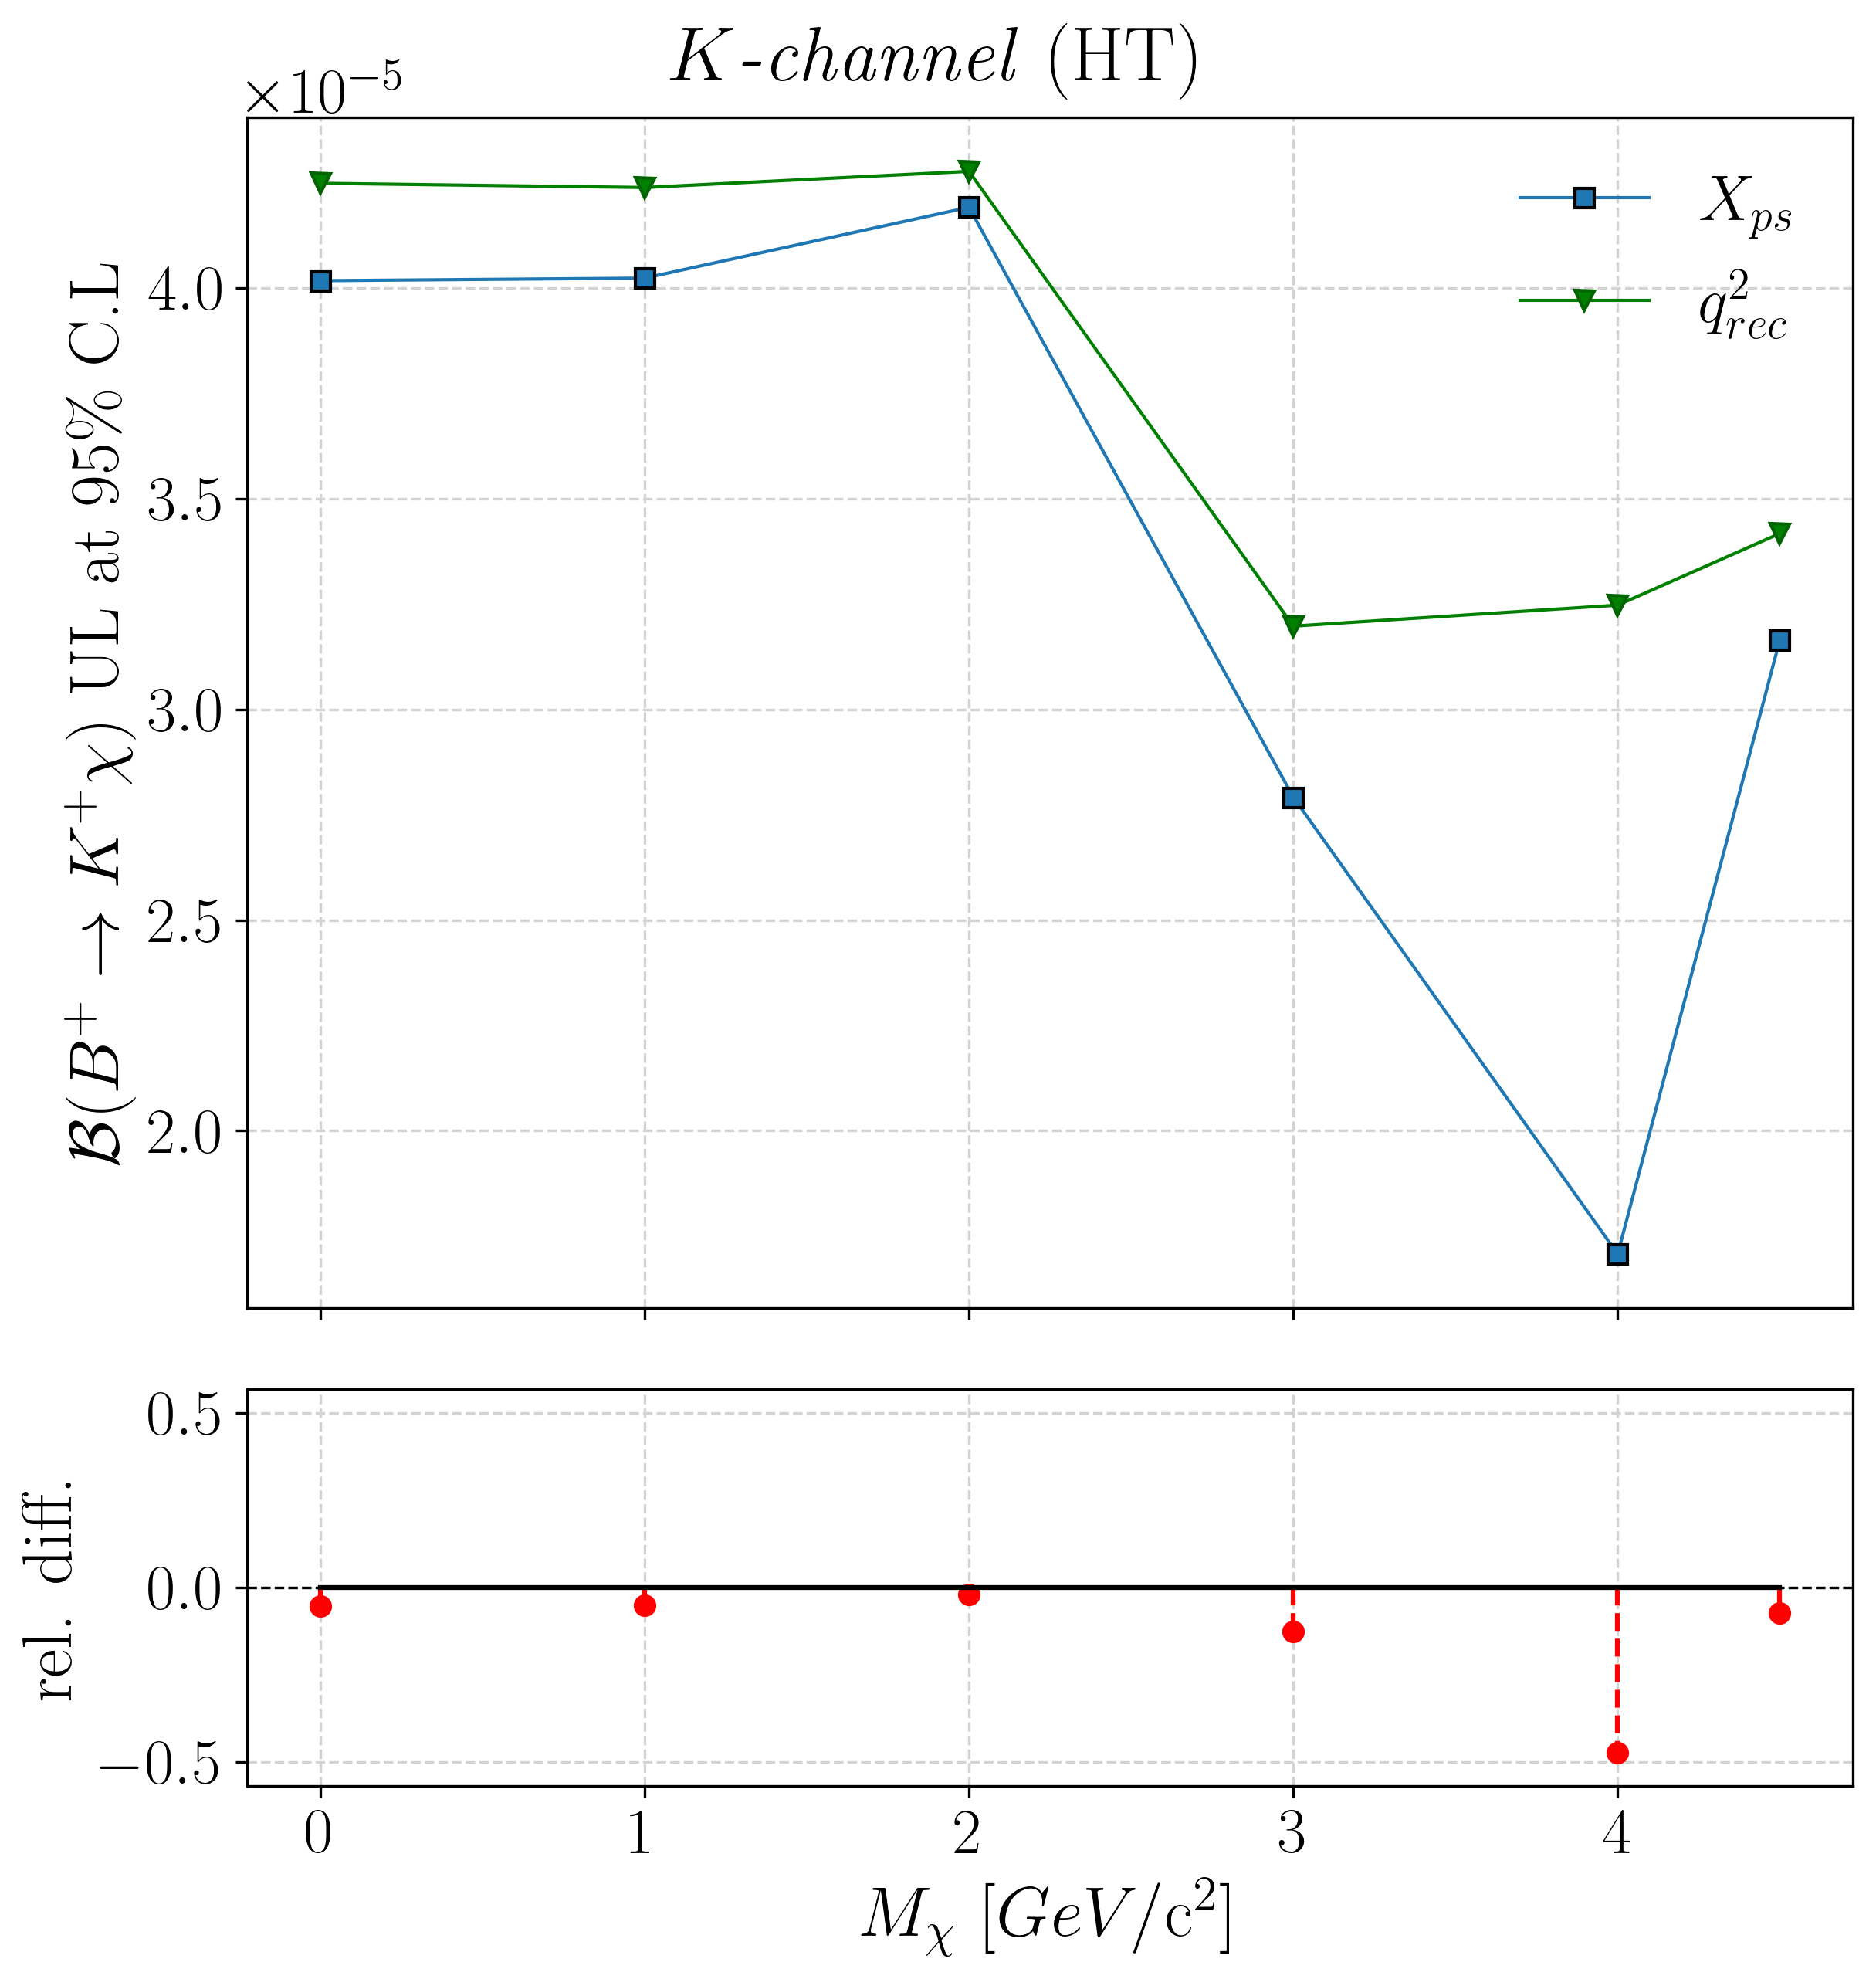 K-channel (HT)
×10⁻⁵
ℬ(B⁺ → K⁺χ) UL at 95% C.L
4.0
3.5
3.0
2.5
2.0
X_ps
q²_rec
rel. diff.
0.5
0.0
−0.5
0 1 2 3 4
M_χ [GeV/c²]